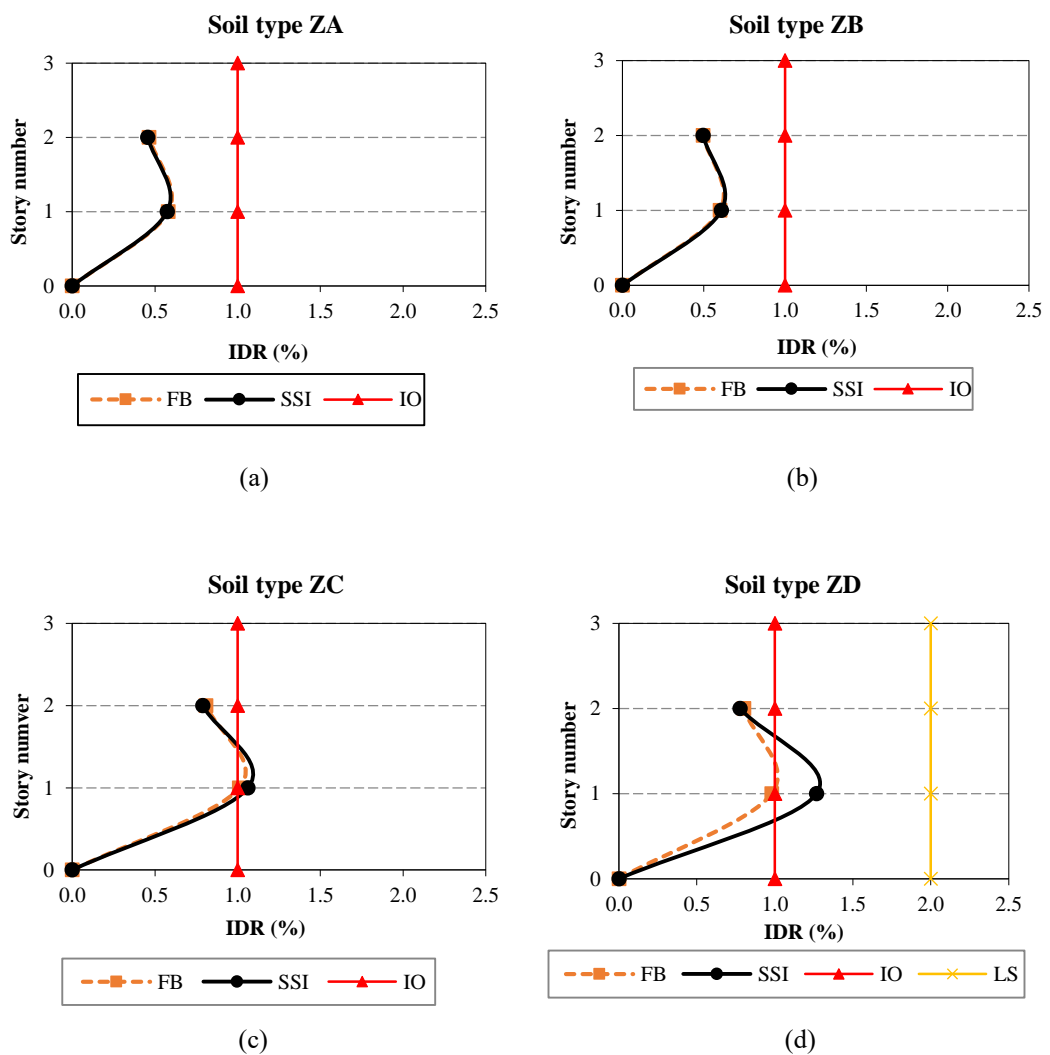 Soil type ZA
Story number
3
2
1
0
0.0 0.5 1.0 1.5 2.0 2.5
IDR (%)
FB SSI IO
(a)
Soil type ZB
Story number
3
2
1
0
0.0 0.5 1.0 1.5 2.0 2.5
IDR (%)
FB SSI IO
(b)
Soil type ZC
Story numver
3
2
1
0
0.0 0.5 1.0 1.5 2.0 2.5
IDR (%)
FB SSI IO
(c)
Soil type ZD
Story number
3
2
1
0
0.0 0.5 1.0 1.5 2.0 2.5
IDR (%)
FB SSI IO LS
(d)